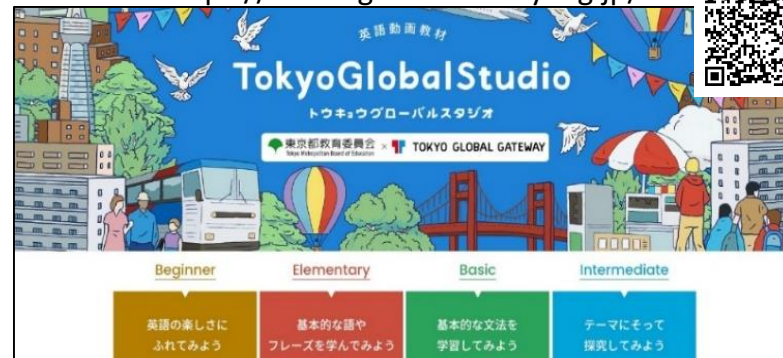 英語動画教材
TokyoGlobalStudio
トウキョウグローバルスタジオ
東京都教育委員会 × TOKYO GLOBAL GATEWAY
Tokyo Metropolitan Board of Education
Beginner Elementary Basic Intermediate
英語の楽しさに
ふれてみよう
基本的な語や
フレーズを学んでみよう
基本的な文法を
学習してみよう
テーマにそって
探究してみよう